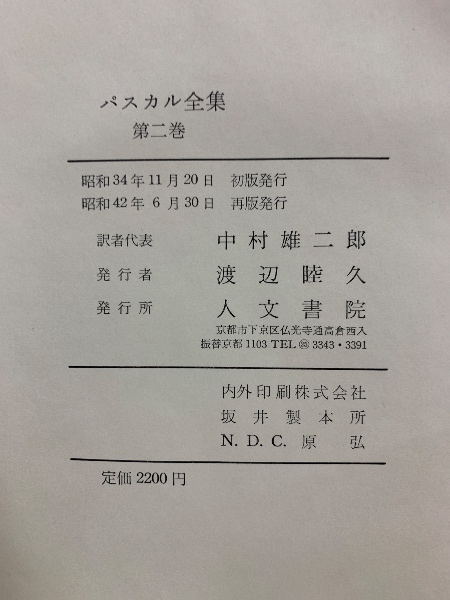 パスカル全集
第二巻
昭和34年11月20日 初版発行
昭和42年 6月30日 再版発行
訳者代表 中村雄二郎
発行者 渡辺睦久
発行所 人文書院
京都市下京区仏光寺通高倉西入
振替京都1103 TEL㉟3343・3391
内外印刷株式会社
坂井製本所
N. D. C. 原 弘
定価2200円